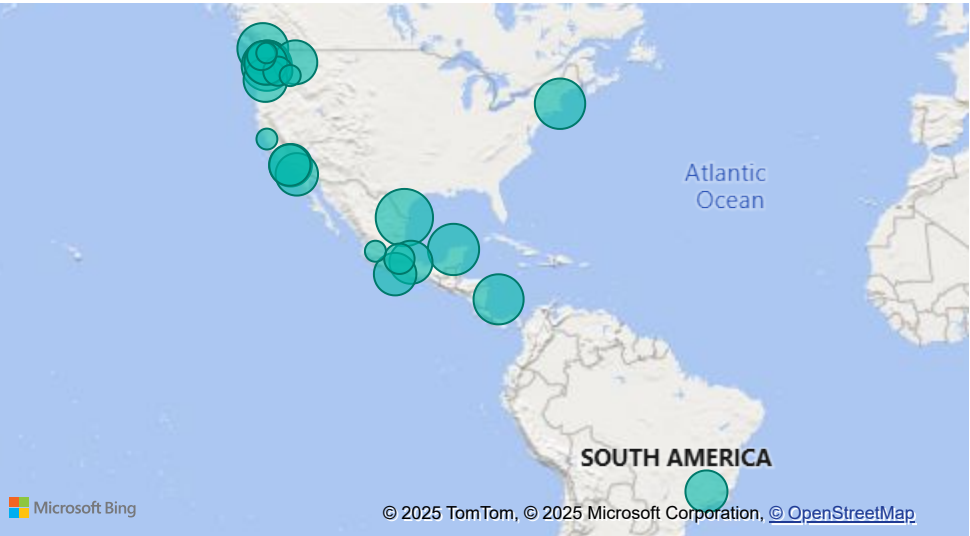 Atlantic
Ocean
SOUTH AMERICA
Microsoft Bing
© 2025 TomTom, © 2025 Microsoft Corporation, © OpenStreetMap